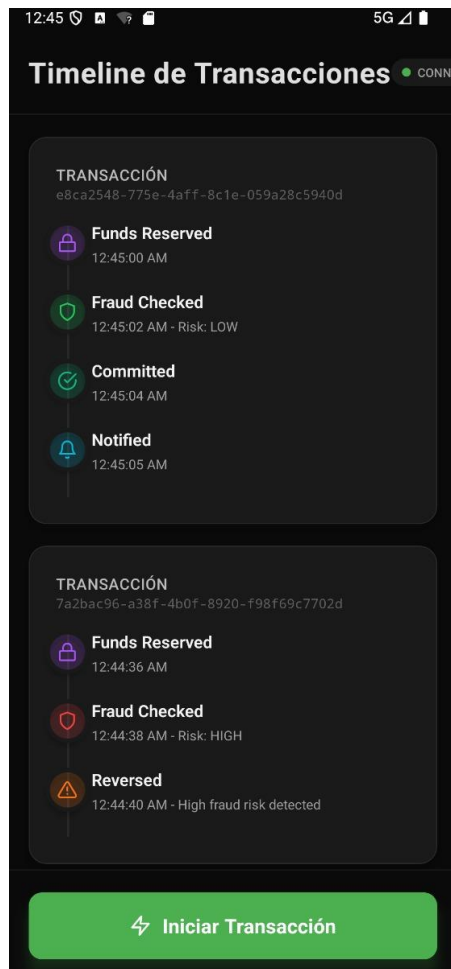 12:45
5G
Timeline de Transacciones
CONN
TRANSACCIÓN
e8ca2548-775e-4aff-8c1e-059a28c5940d
Funds Reserved
12:45:00 AM
Fraud Checked
12:45:02 AM - Risk: LOW
Committed
12:45:04 AM
Notified
12:45:05 AM
TRANSACCIÓN
7a2bac96-a38f-4b0f-8920-f98f69c7702d
Funds Reserved
12:44:36 AM
Fraud Checked
12:44:38 AM - Risk: HIGH
Reversed
12:44:40 AM - High fraud risk detected
Iniciar Transacción